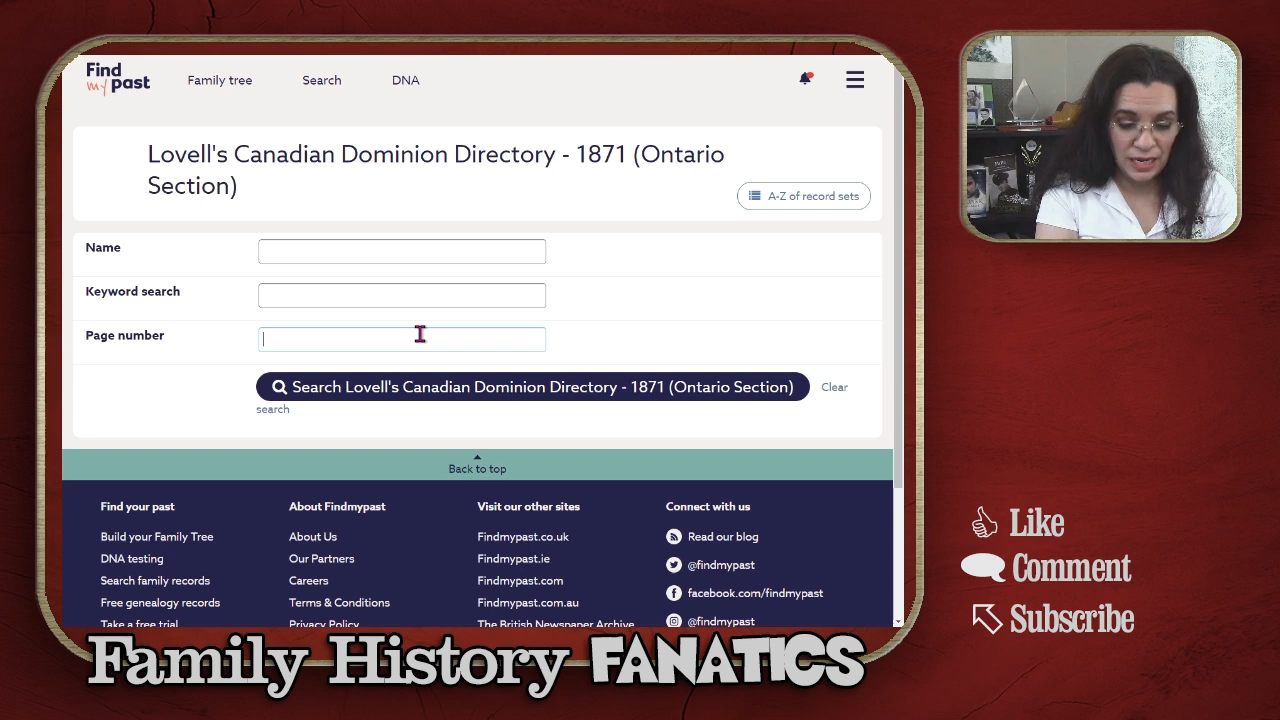 Find
my past
Family tree
Search
DNA
Lovell's Canadian Dominion Directory - 1871 (Ontario
Section)
A-Z of record sets
Name
Keyword search
Page number
Search Lovell's Canadian Dominion Directory - 1871 (Ontario Section)
Clear
search
Back to top
Find your past
About Findmypast
Visit our other sites
Connect with us
Build your Family Tree
About Us
Findmypast.co.uk
Read our blog
DNA testing
Our Partners
Findmypast.ie
@findmypast
Search family records
Careers
Findmypast.com
facebook.com/findmypast
Free genealogy records
Terms & Conditions
Findmypast.com.au
@findmypast
Take a free trial
Privacy Policy
The British Newspaper Archive
Like
Comment
Subscribe
Family History FANATICS